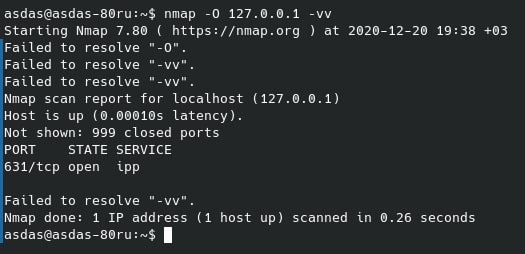 asdas@asdas-80ru:~$ nmap -O 127.0.0.1 -vv
Starting Nmap 7.80 ( https://nmap.org ) at 2020-12-20 19:38 +03
Failed to resolve "-O".
Failed to resolve "-vv".
Failed to resolve "-vv".
Nmap scan report for localhost (127.0.0.1)
Host is up (0.00010s latency).
Not shown: 999 closed ports
PORT    STATE SERVICE
631/tcp open  ipp
Failed to resolve "-vv".
Nmap done: 1 IP address (1 host up) scanned in 0.26 seconds
asdas@asdas-80ru:~$